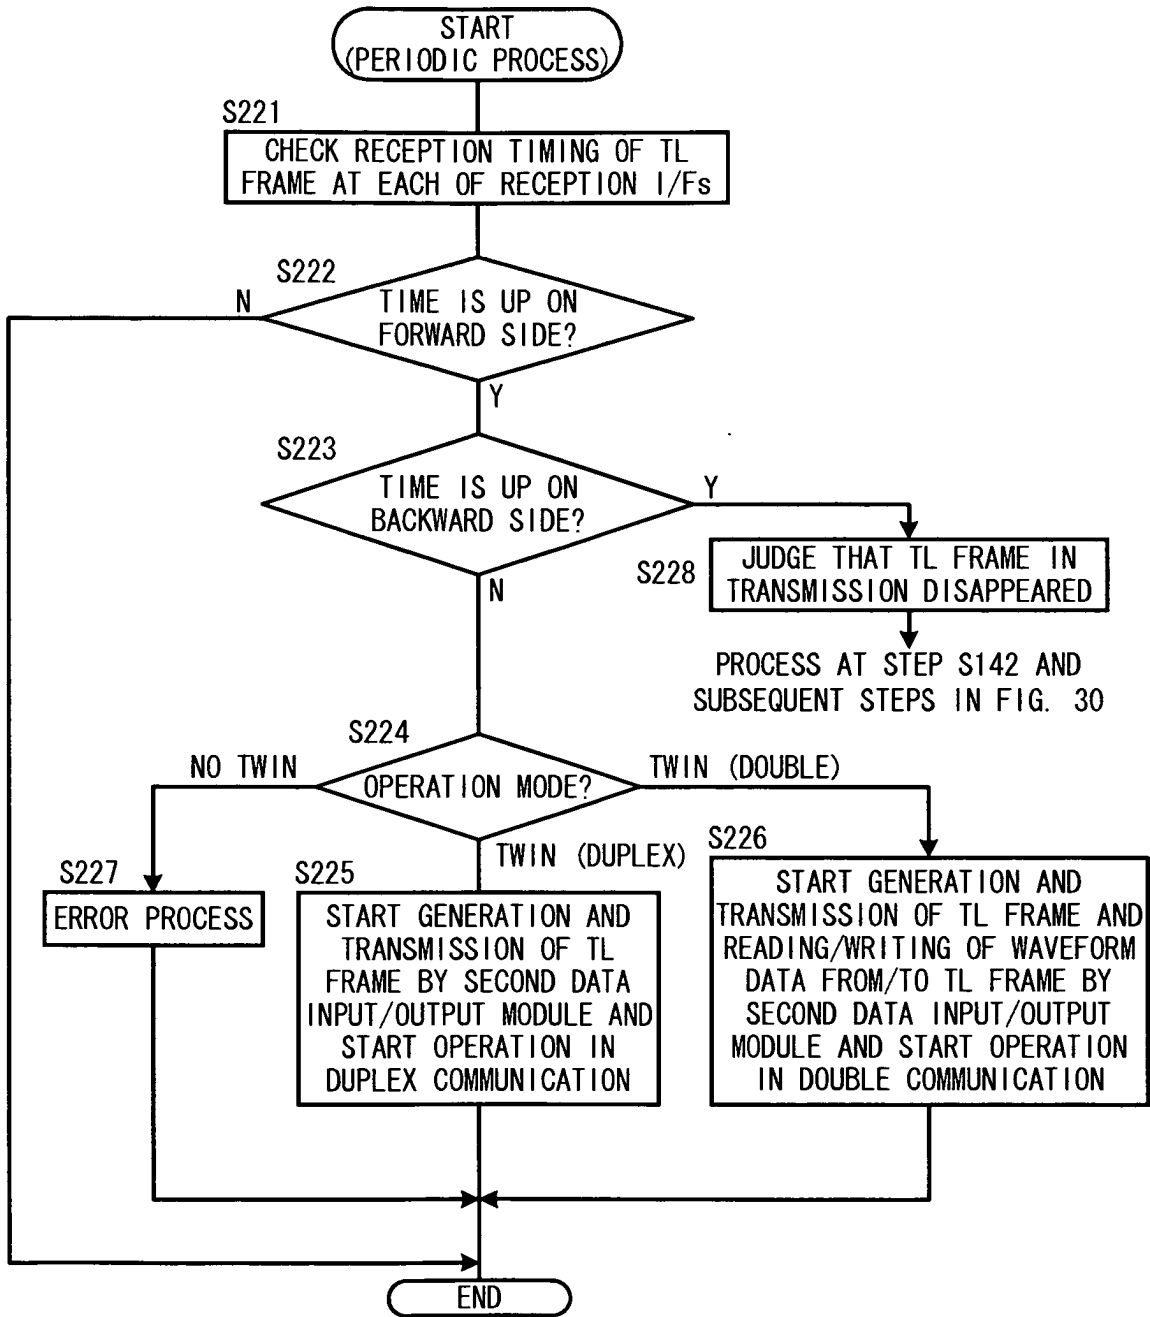 START
(PERIODIC PROCESS)
S221
CHECK RECEPTION TIMING OF TL
FRAME AT EACH OF RECEPTION I/Fs
S222
N
TIME IS UP ON
FORWARD SIDE?
Y
S223
TIME IS UP ON
BACKWARD SIDE?
Y
N
S228
JUDGE THAT TL FRAME IN
TRANSMISSION DISAPPEARED
PROCESS AT STEP S142 AND
SUBSEQUENT STEPS IN FIG. 30
S224
NO TWIN
OPERATION MODE?
TWIN (DOUBLE)
TWIN (DUPLEX)
S227
ERROR PROCESS
S225
START GENERATION AND
TRANSMISSION OF TL
FRAME BY SECOND DATA
INPUT/OUTPUT MODULE AND
START OPERATION IN
DUPLEX COMMUNICATION
S226
START GENERATION AND
TRANSMISSION OF TL FRAME AND
READING/WRITING OF WAVEFORM
DATA FROM/TO TL FRAME BY
SECOND DATA INPUT/OUTPUT
MODULE AND START OPERATION
IN DOUBLE COMMUNICATION
END